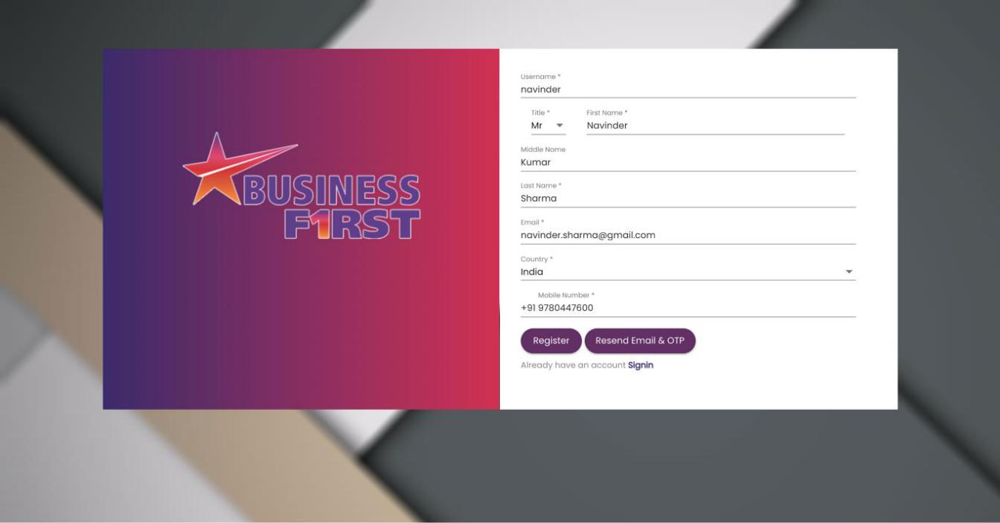 BUSINESS
F1RST
Username *
navinder
Title * First Name *
Mr Navinder
Middle Name
Kumar
Last Name *
Sharma
Email *
navinder.sharma@gmail.com
Country *
India
Mobile Number *
+91 9780447600
Register Resend Email & OTP
Already have an account Signin